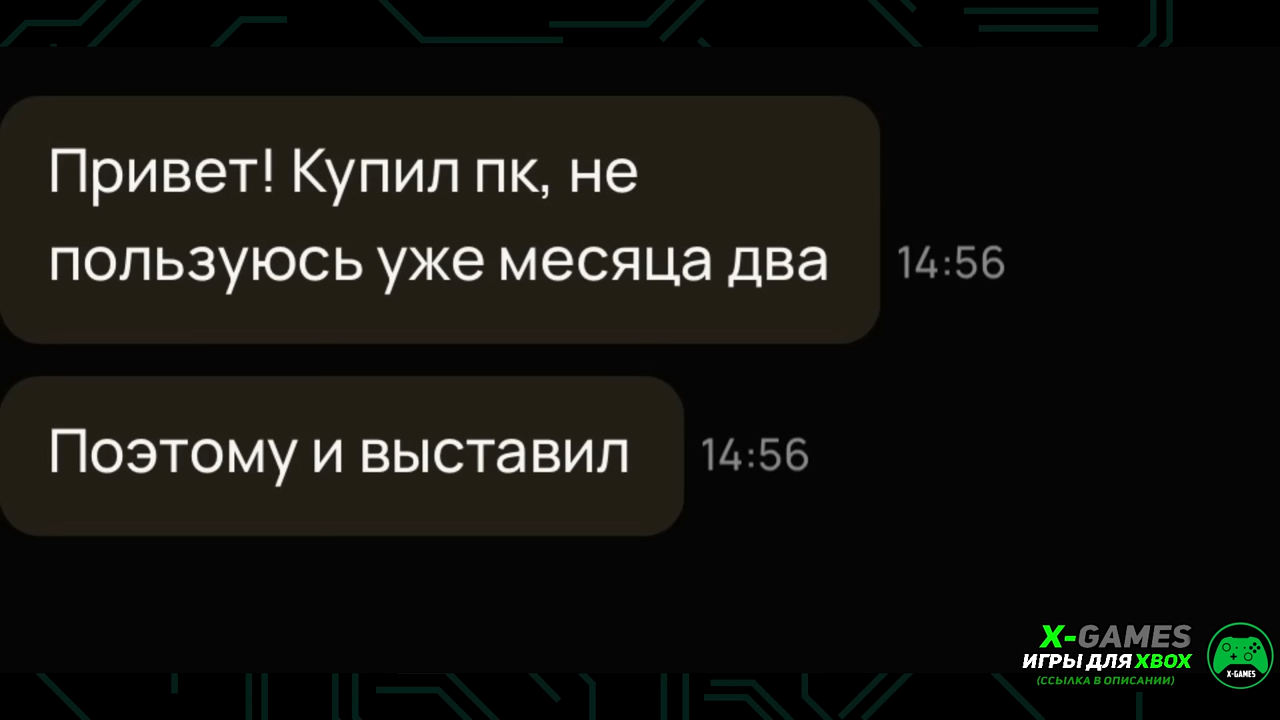 Привет! Купил пк, не
пользуюсь уже месяца два
14:56
Поэтому и выставил
14:56
X-GAMES
ИГРЫ ДЛЯ XBOX
(ССЫЛКА В ОПИСАНИИ)
X-GAMES